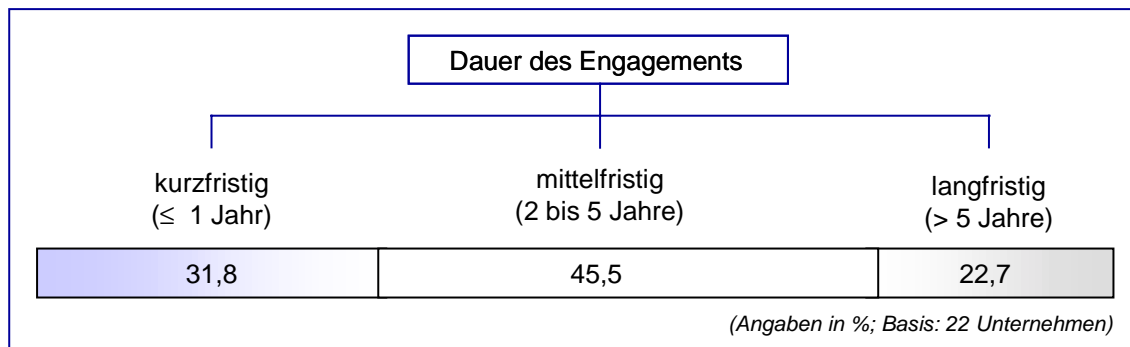 Dauer des Engagements
kurzfristig
(≤ 1 Jahr)
mittelfristig
(2 bis 5 Jahre)
langfristig
(> 5 Jahre)
31,8
45,5
22,7
(Angaben in %; Basis: 22 Unternehmen)